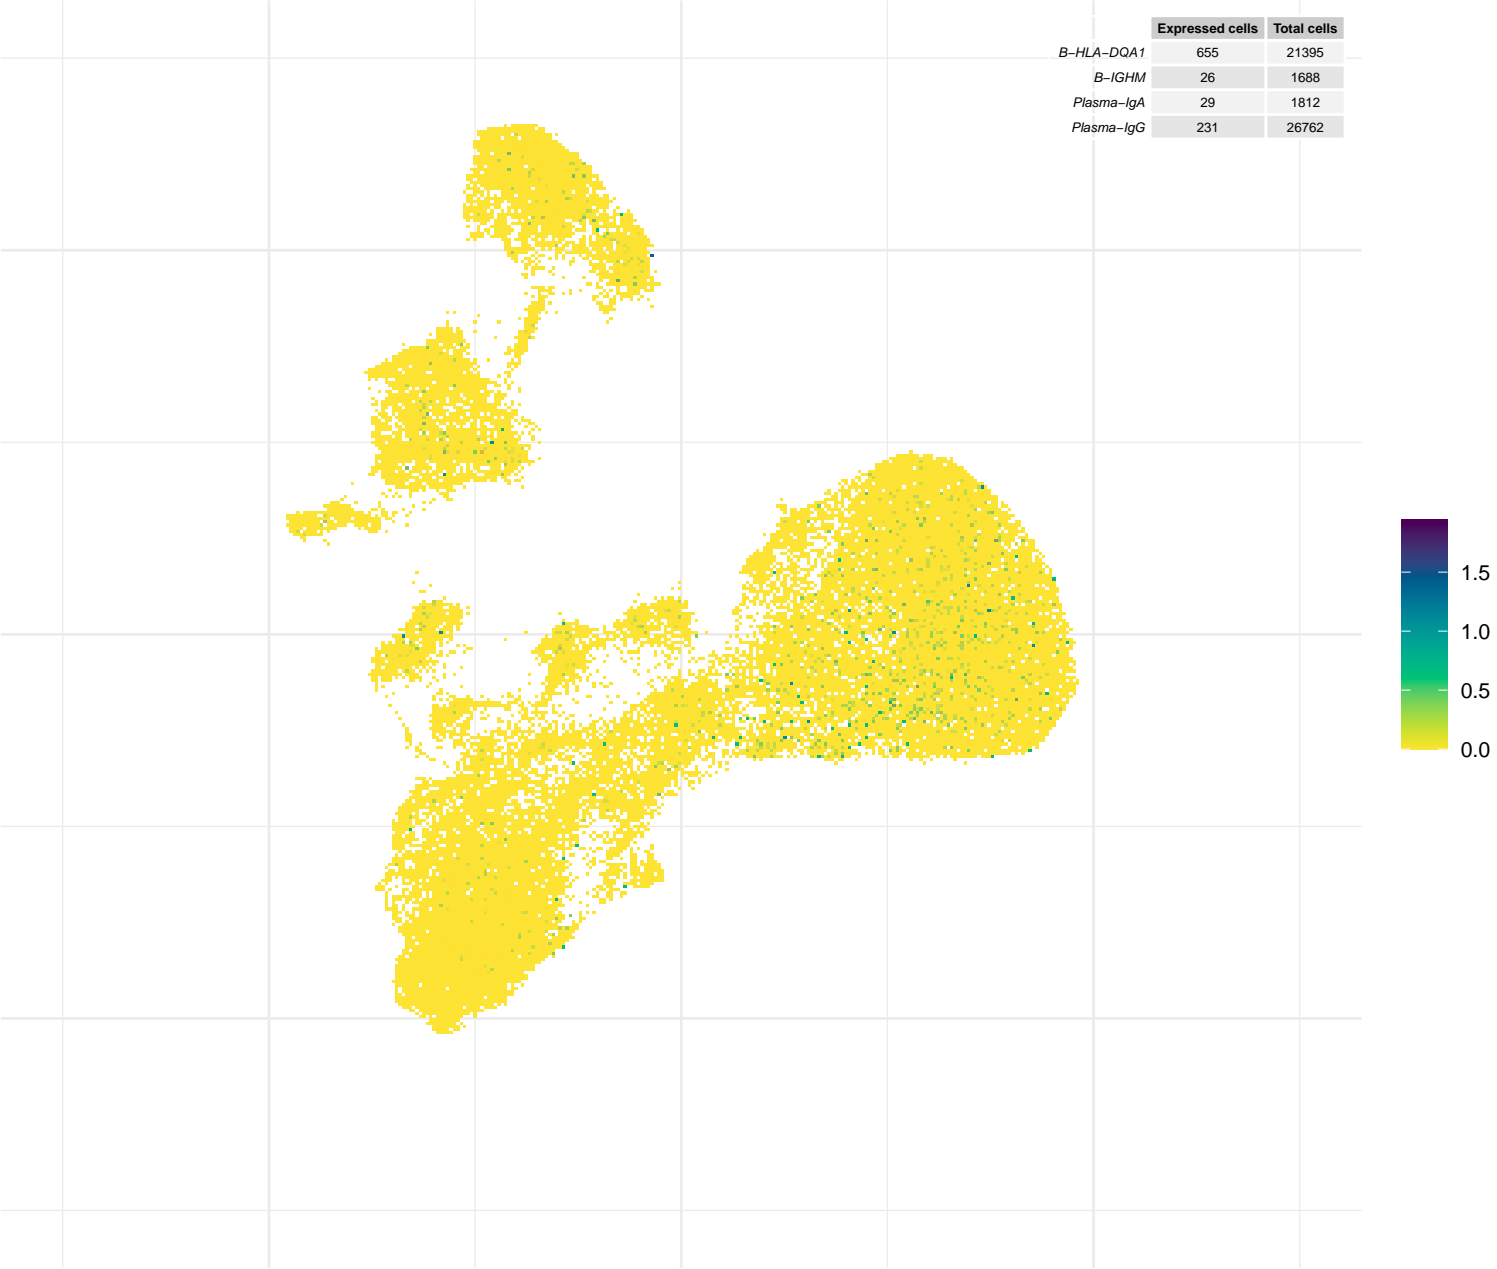 Expressed cells Total cells
B−HLA−DQA1 655 21395
B−IGHM 26 1688
Plasma−IgA 29 1812
Plasma−IgG 231 26762
1.5
1.0
0.5
0.0